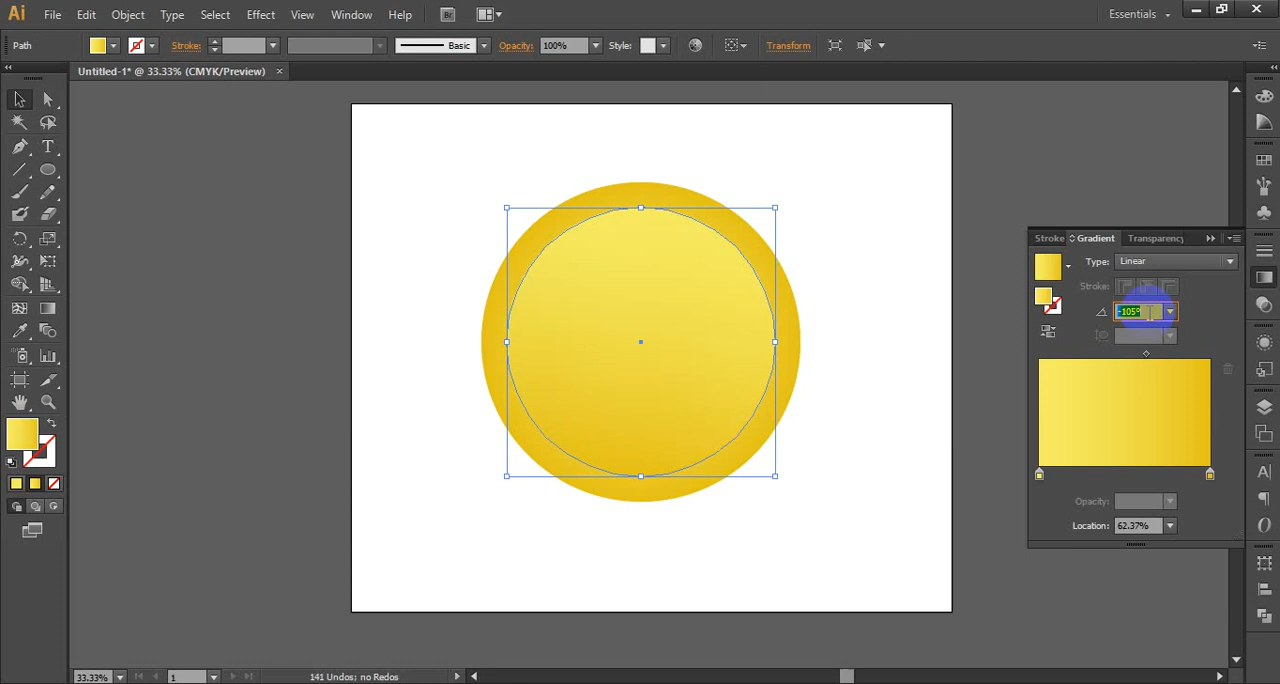 Ai File Edit Object Type Select Effect View Window Help Br Essentials
Path Stroke: Basic Opacity: 100% Style: Transform
Untitled-1* @ 33.33% (CMYK/Preview) ×
Stroke Gradient Transparency
Type: Linear
Stroke:
-105°
Opacity:
Location: 62.37%
33.33% 1 141 Undos; no Redos